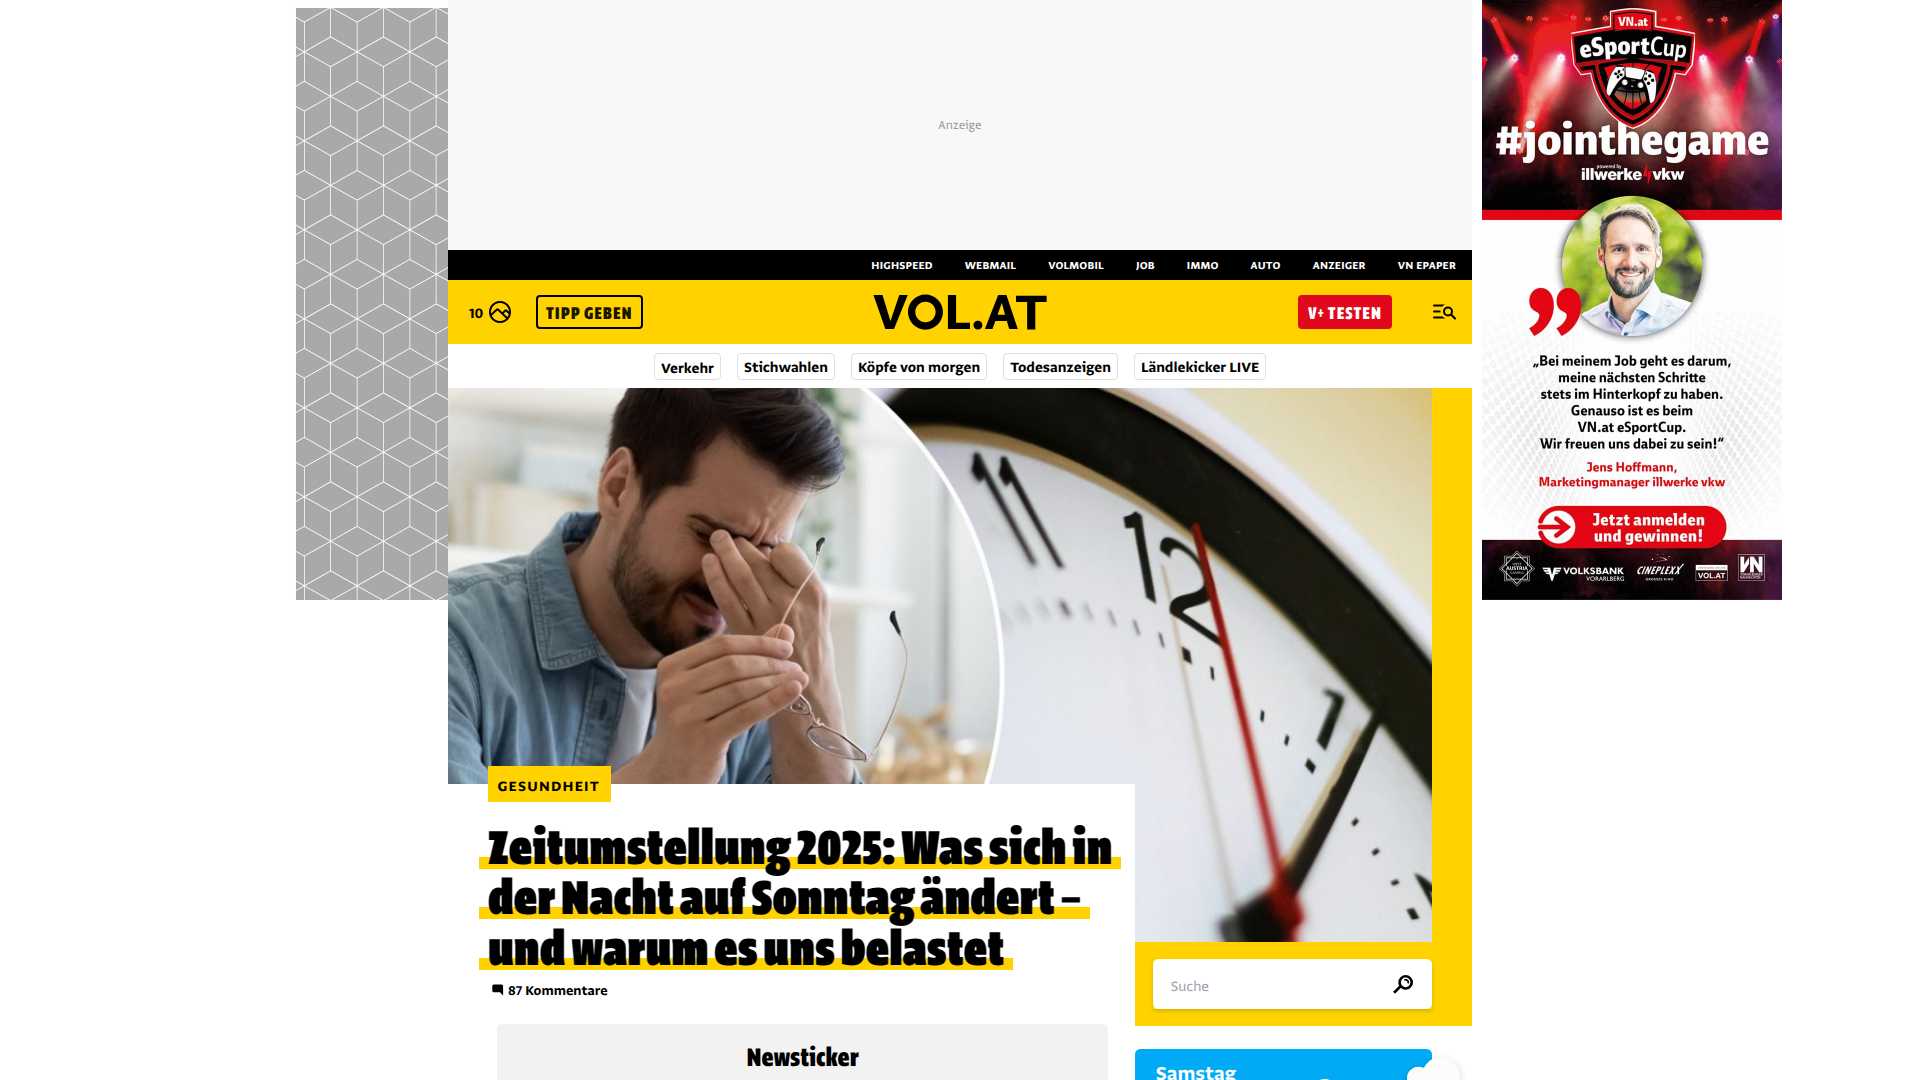 Anzeige
HIGHSPEED WEBMAIL VOLMOBIL JOB IMMO AUTO ANZEIGER VN EPAPER
10 TIPP GEBEN VOL.AT V+ TESTEN
Verkehr Stichwahlen Köpfe von morgen Todesanzeigen Ländlekicker LIVE
11 12 1
GESUNDHEIT
Zeitumstellung 2025: Was sich in
der Nacht auf Sonntag ändert –
und warum es uns belastet
87 Kommentare
Newsticker
Suche
Samstag
VN.at
eSportCup
#jointhegame
powered by
illwerke vkw
„Bei meinem Job geht es darum,
meine nächsten Schritte
stets im Hinterkopf zu haben.
Genauso ist es beim
VN.at eSportCup.
Wir freuen uns dabei zu sein!“
Jens Hoffmann,
Marketingmanager illwerke vkw
Jetzt anmelden
und gewinnen!
VOLKSBANK
VORARLBERG
CINEPLEXX
VOL.AT
VN